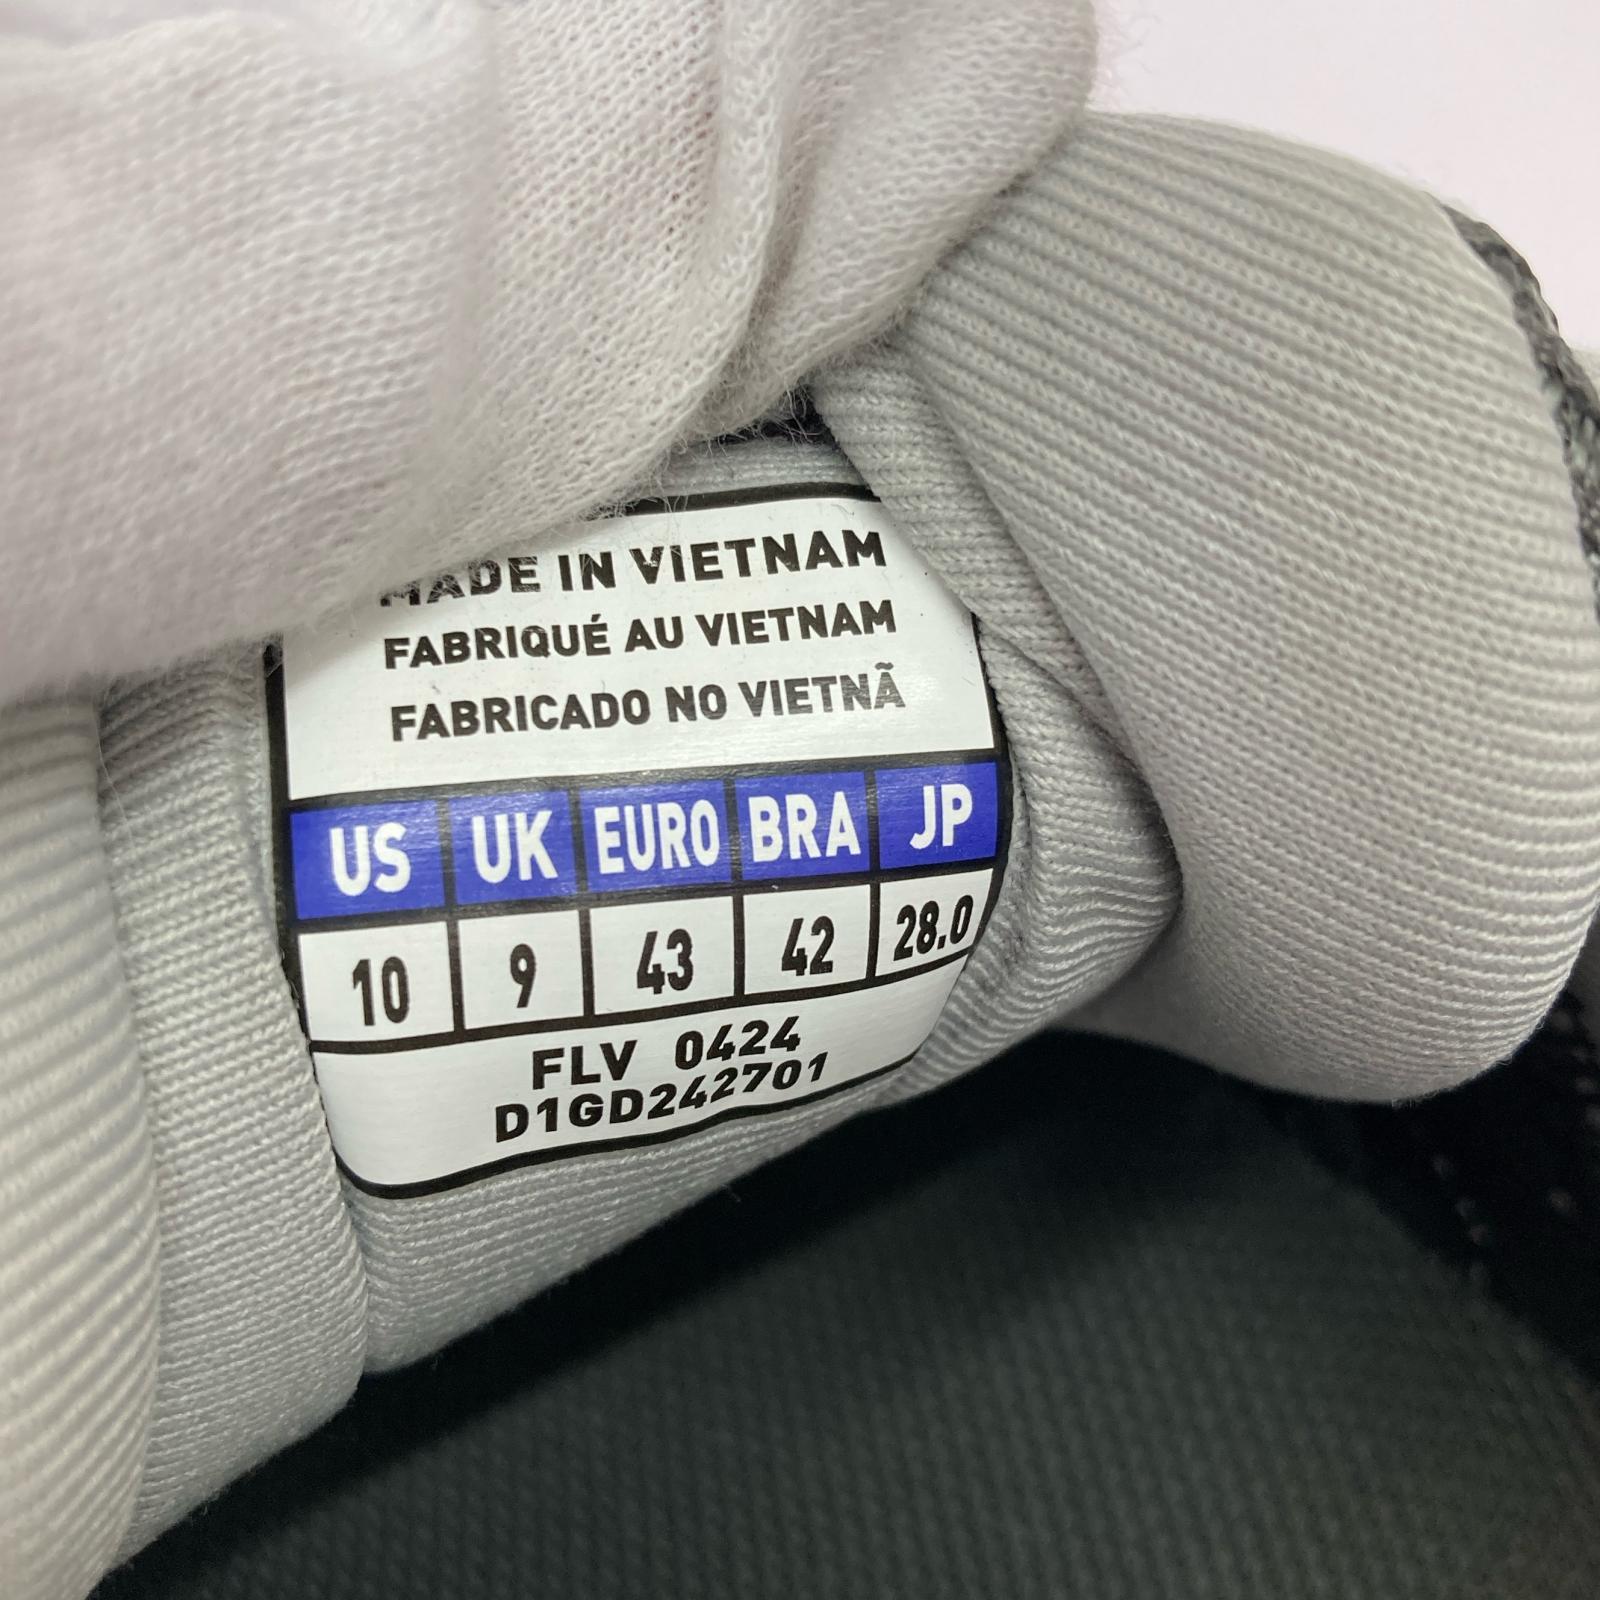 MADE IN VIETNAM
FABRIQUÉ AU VIETNAM
FABRICADO NO VIETNÃ
US UK EURO BRA JP
10 9 43 42 28.0
FLV 0424
D1GD242701